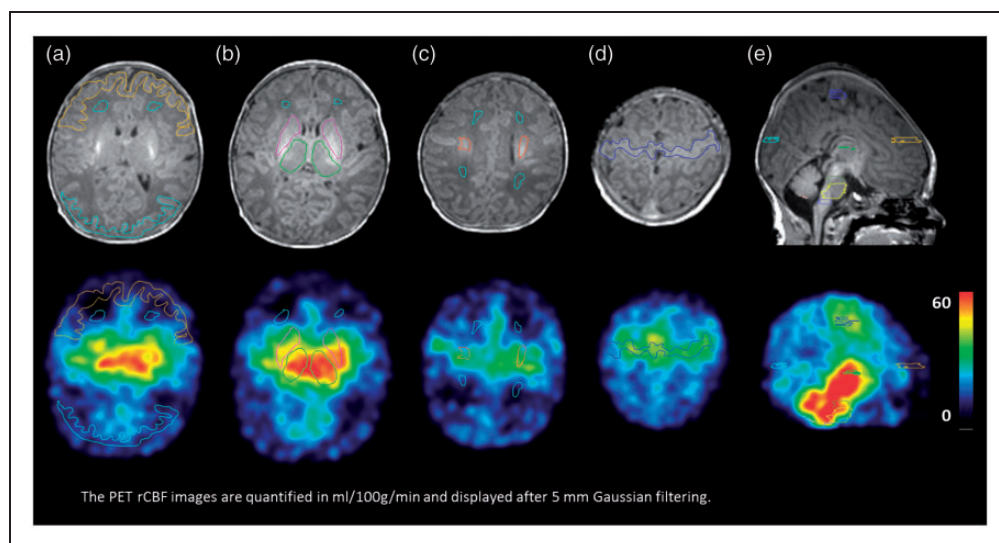 (a) (b) (c) (d) (e)
60
0
The PET rCBF images are quantified in ml/100g/min and displayed after 5 mm Gaussian filtering.